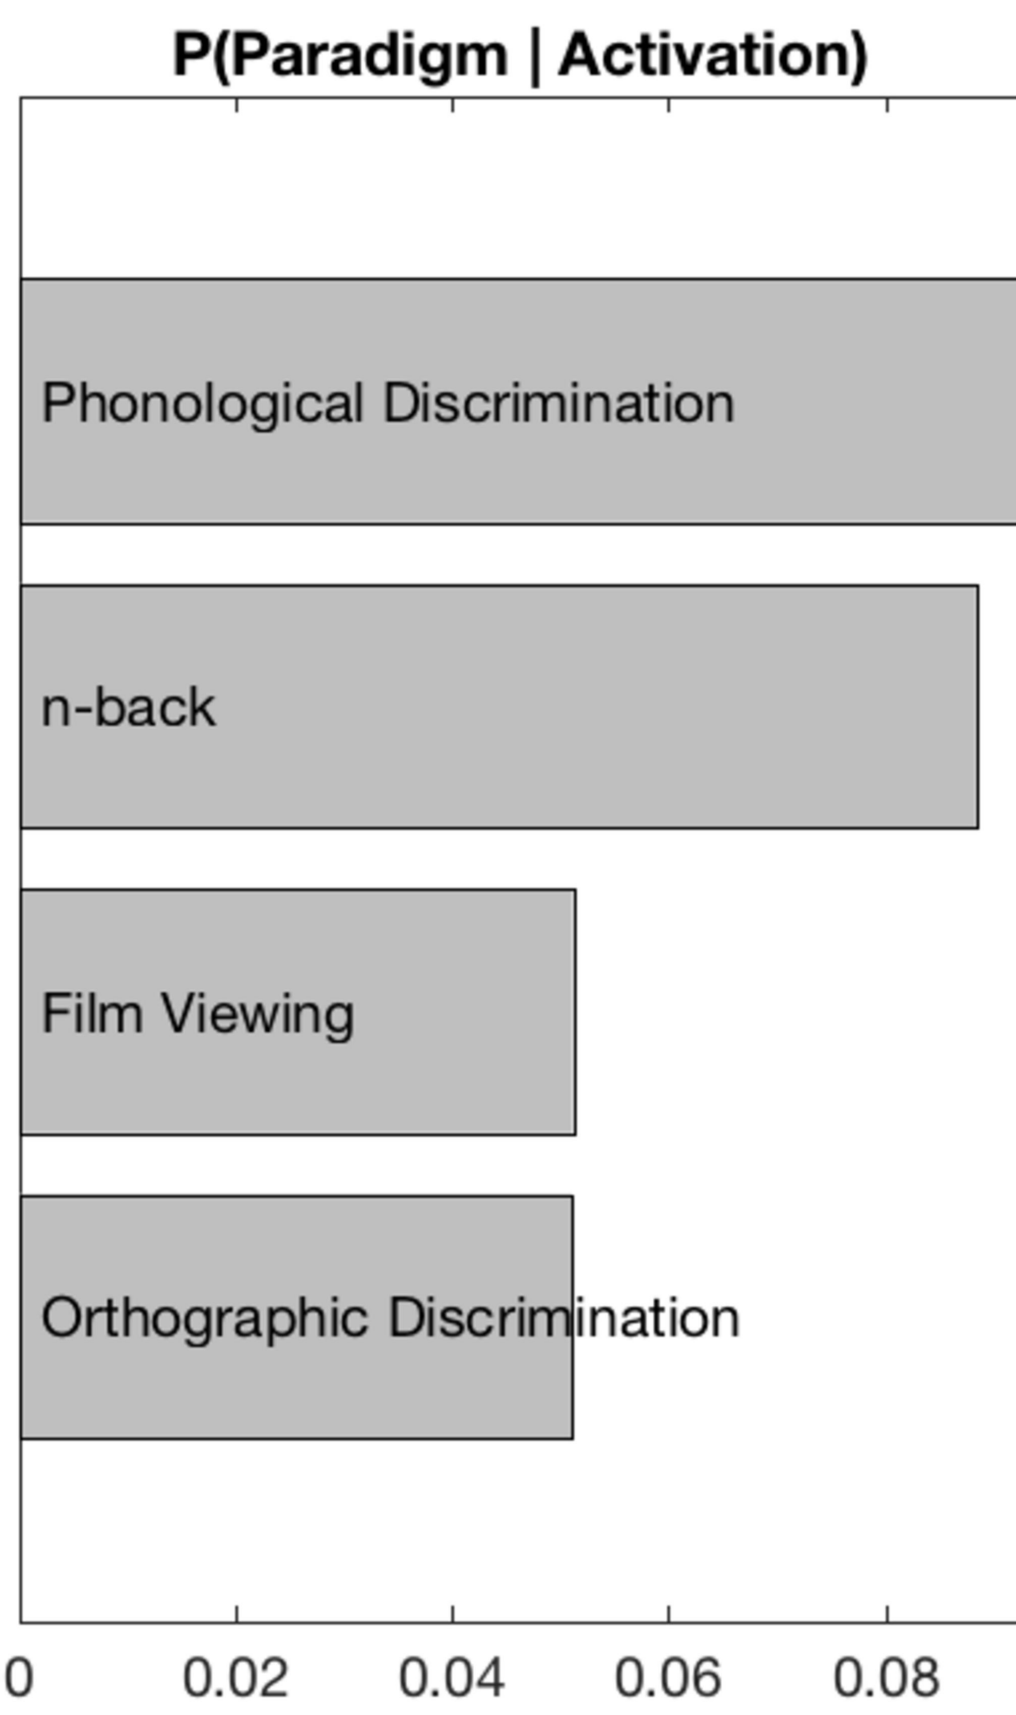 P(Paradigm | Activation)
Phonological Discrimination
n-back
Film Viewing
Orthographic Discrimination
0 0.02 0.04 0.06 0.08